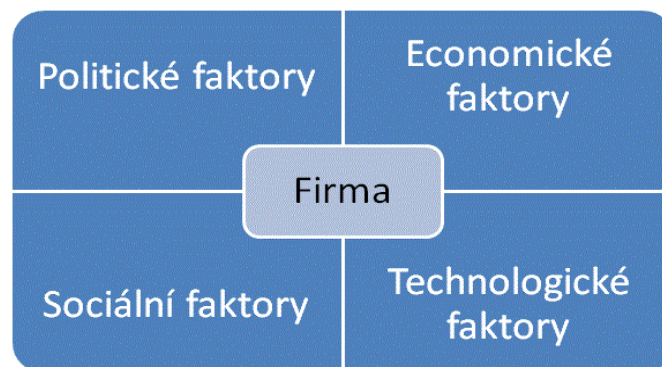 Politické faktory
Economické
faktory
Firma
Sociální faktory
Technologické
faktory